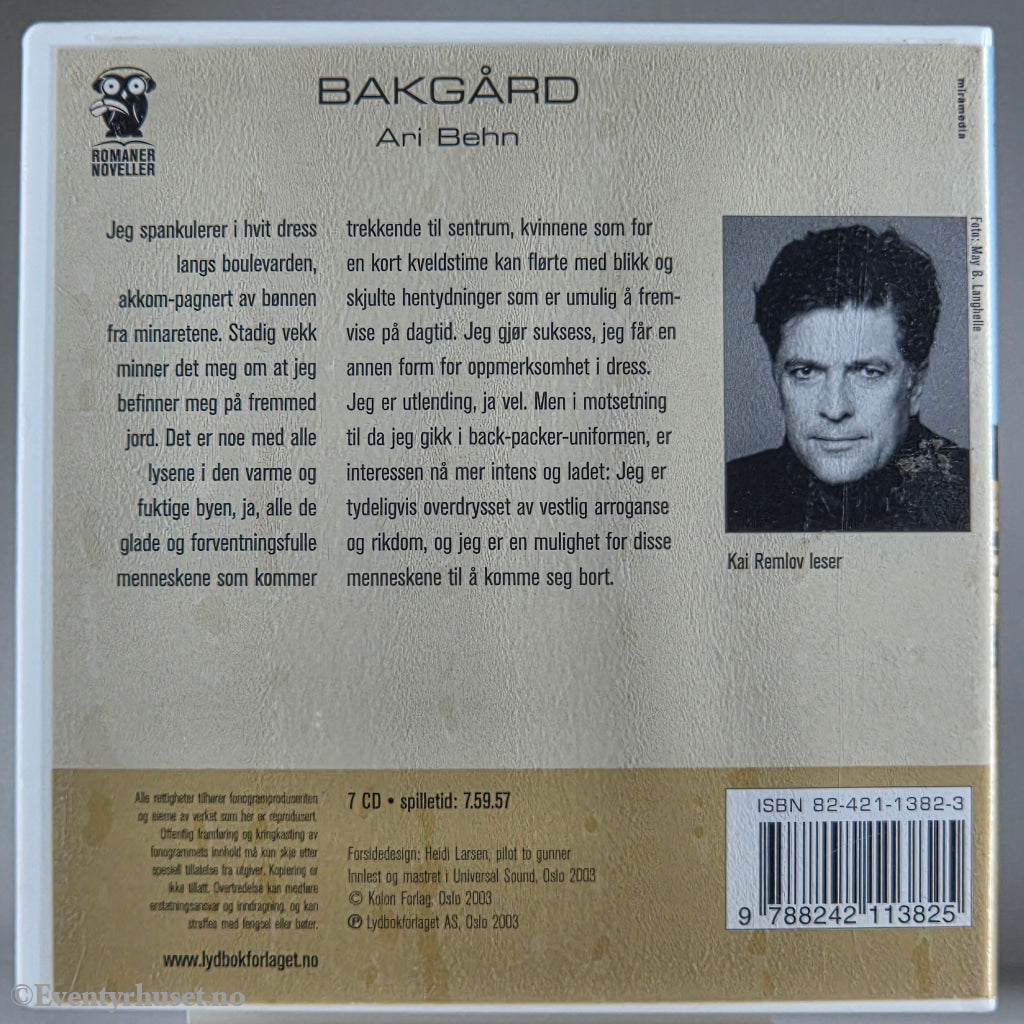 BAKGÅRD
Ari Behn
ROMANER
NOVELLER
miramedia
Jeg spankulerer i hvit dress
langs boulevarden,
akkom-pagnert av bønnen
fra minaretene. Stadig vekk
minner det meg om at jeg
befinner meg på fremmed
jord. Det er noe med alle
lysene i den varme og
fuktige byen, ja, alle de
glade og forventningsfulle
menneskene som kommer
trekkende til sentrum, kvinnene som for
en kort kveldstime kan flørte med blikk og
skjulte hentydninger som er umulig å frem-
vise på dagtid. Jeg gjør suksess, jeg får en
annen form for oppmerksomhet i dress.
Jeg er utlending, ja vel. Men i motsetning
til da jeg gikk i back-packer-uniformen, er
interessen nå mer intens og ladet: Jeg er
tydeligvis overdrysset av vestlig arroganse
og rikdom, og jeg er en mulighet for disse
menneskene til å komme seg bort.
Foto: May B. Langhelle
Kai Remlov leser
Alle rettigheter tilhører fonogramprodusenten
og eierne av verket som her er reprodusert.
Offentlig framføring og kringkasting av
fonogrammets innhold må kun skje etter
spesiell tillatelse fra utgiver. Kopiering er
ikke tillatt. Overtredelse kan medføre
erstatningsansvar og inndragning, og kan
straffes med fengsel eller bøter.
www.lydbokforlaget.no
7 CD • spilletid: 7.59.57
Forsidedesign: Heidi Larsen, pilot to gunner
Innlest og mastret i Universal Sound, Oslo 2003
© Kolon Forlag, Oslo 2003
℗ Lydbokforlaget AS, Oslo 2003
ISBN 82-421-1382-3
9 788242 113825
©Eventyrhuset.no